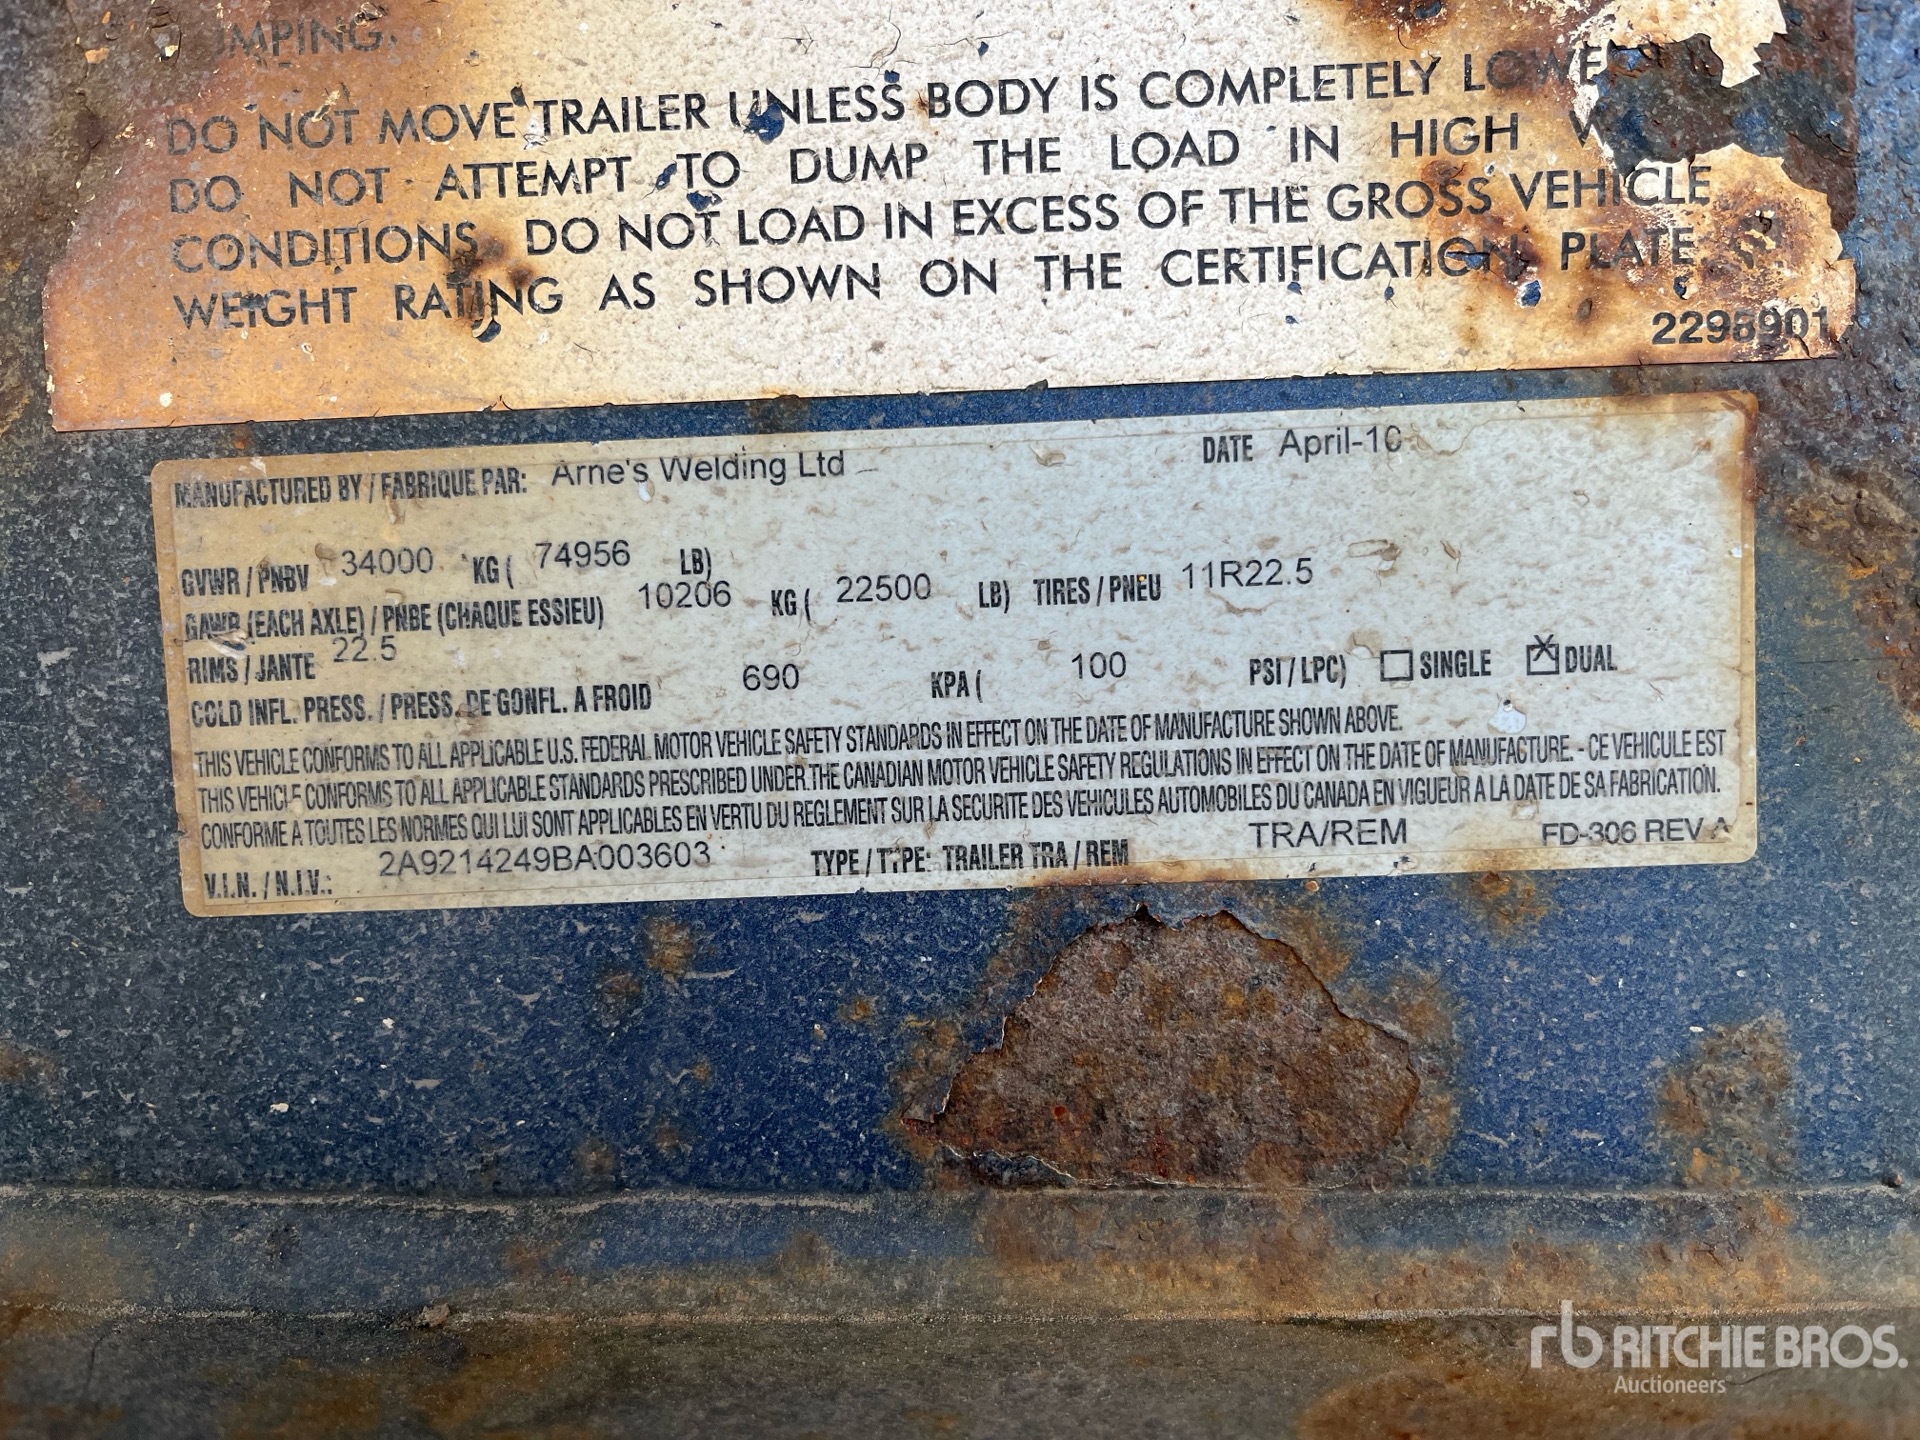 DO NOT MOVE TRAILER UNLESS BODY IS COMPLETELY
DO NOT ATTEMPT TO DUMP THE LOAD IN HIGH
CONDITIONS. DO NOT LOAD IN EXCESS OF THE GROSS VEHICLE
WEIGHT RATING AS SHOWN ON THE CERTIFICATION PLATE.
2298901
MANUFACTURED BY / FABRIQUE PAR: Arne's Welding Ltd DATE April-10
GVWR / PNBV 34000 KG ( 74956 LB)
GAWR (EACH AXLE) / PNBE (CHAQUE ESSIEU) 10206 KG ( 22500 LB) TIRES / PNEU 11R22.5
RIMS / JANTE 22.5
COLD INFL. PRESS. / PRESS. DE GONFL. A FROID 690 KPA ( 100 PSI / LPC) SINGLE X DUAL
THIS VEHICLE CONFORMS TO ALL APPLICABLE U.S. FEDERAL MOTOR VEHICLE SAFETY STANDARDS IN EFFECT ON THE DATE OF MANUFACTURE SHOWN ABOVE.
THIS VEHICLE CONFORMS TO ALL APPLICABLE STANDARDS PRESCRIBED UNDER THE CANADIAN MOTOR VEHICLE SAFETY REGULATIONS IN EFFECT ON THE DATE OF MANUFACTURE. - CE VEHICULE EST
CONFORME A TOUTES LES NORMES QUI LUI SONT APPLICABLES EN VERTU DU REGLEMENT SUR LA SECURITE DES VEHICULES AUTOMOBILES DU CANADA EN VIGUEUR A LA DATE DE SA FABRICATION.
V.I.N. / N.I.V.: 2A9214249BA003603 TYPE / TYPE: TRAILER TRA / REM TRA/REM FD-306 REV A
rb RITCHIE BROS.
Auctioneers